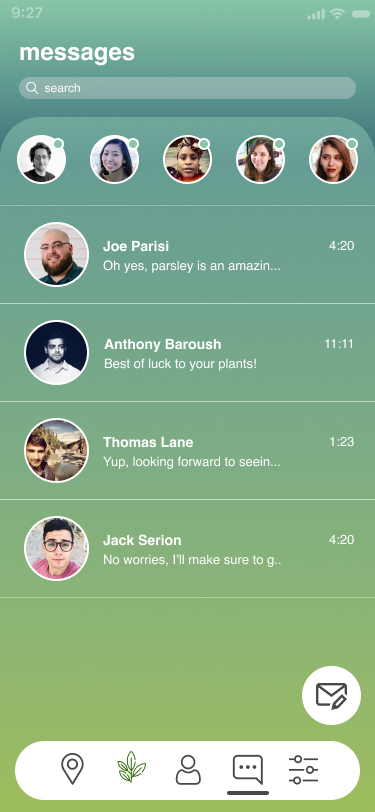 9:27
messages
search
Joe Parisi 4:20
Oh yes, parsley is an amazin...
Anthony Baroush 11:11
Best of luck to your plants!
Thomas Lane 1:23
Yup, looking forward to seein...
Jack Serion 4:20
No worries, I'll make sure to g..